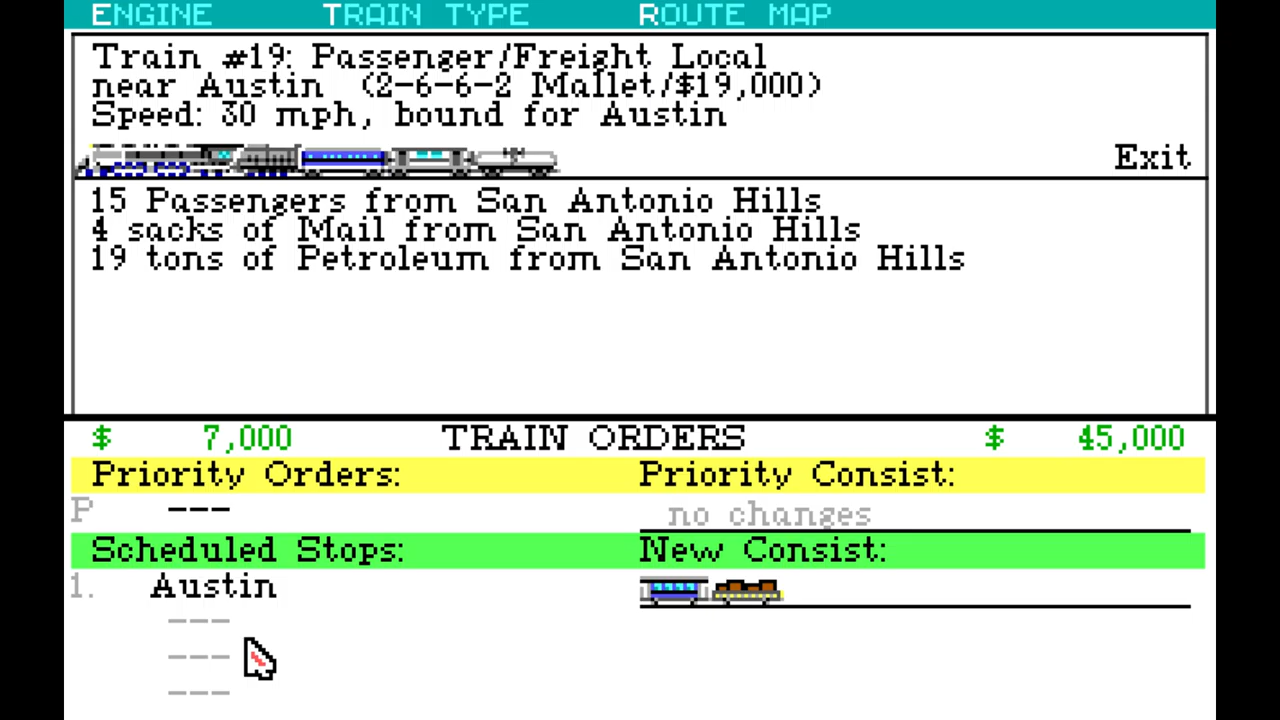 ENGINE TRAIN TYPE ROUTE MAP
Train #19: Passenger/Freight Local
near Austin (2-6-6-2 Mallet/$19,000)
Speed: 30 mph, bound for Austin
Exit
15 Passengers from San Antonio Hills
4 sacks of Mail from San Antonio Hills
19 tons of Petroleum from San Antonio Hills
$ 7,000 TRAIN ORDERS $ 45,000
Priority Orders: Priority Consist:
P --- no changes
Scheduled Stops: New Consist:
1. Austin
---
---
---